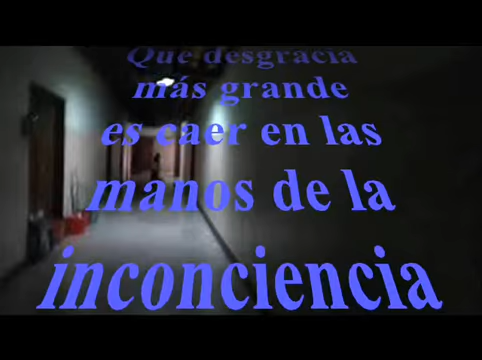 Que desgracia
más grande
es caer en las
manos de la
inconciencia